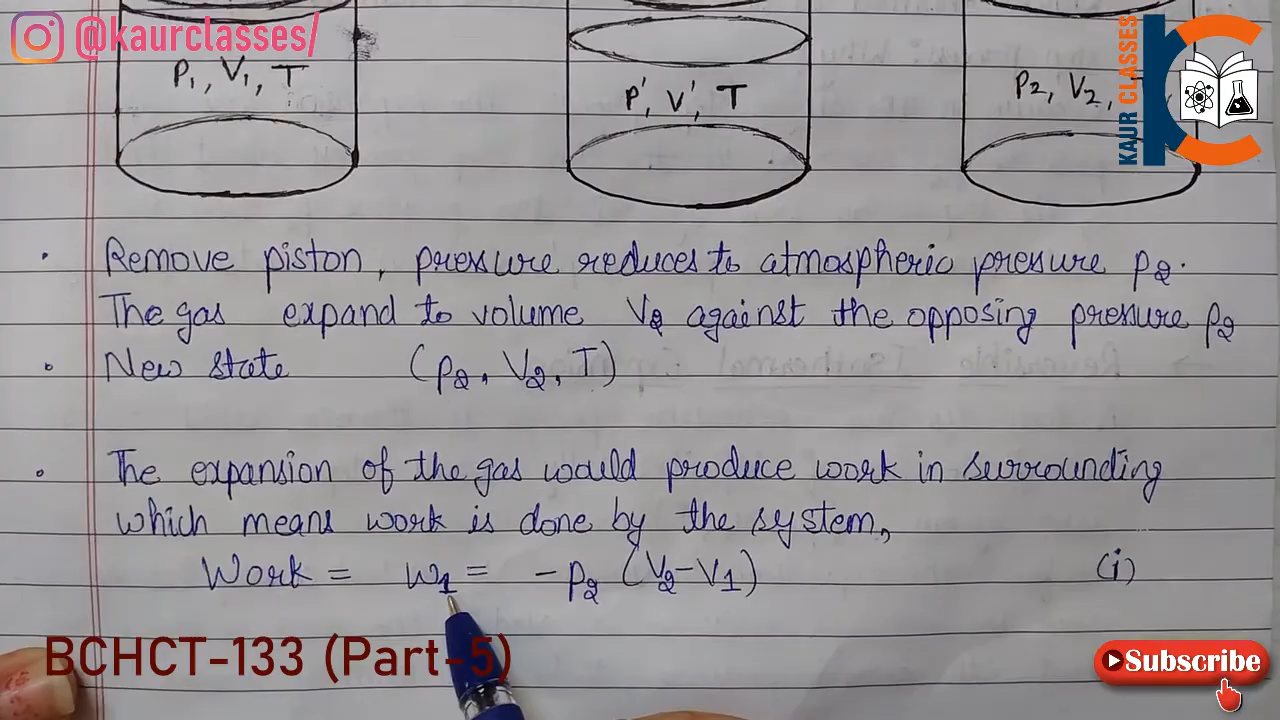 @kaurclasses/
KAUR CLASSES
P1, V1, T
P', V', T
P2, V2,
Remove piston, pressure reduces to atmospheric presure p2.
The gas expand to volume V2 against the opposing pressure p2
New state (p2, V2, T)
The expansion of the gas would produce work in surrounding
which means work is done by the system,
Work = W1 = -p2 (V2-V1) (i)
BCHCT-133 (Part-5)
Subscribe